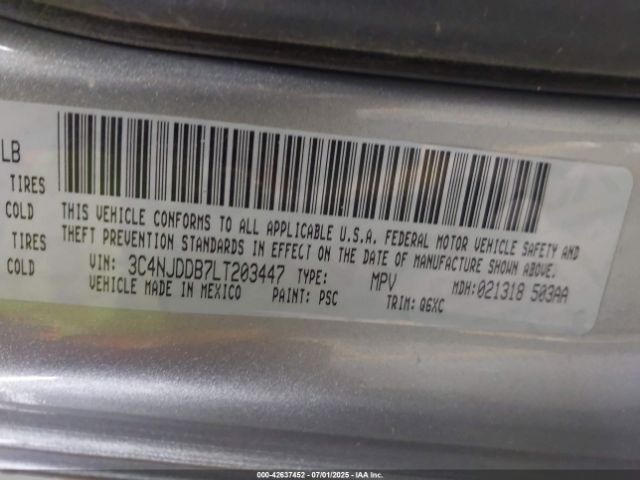 LB
TIRES
COLD
TIRES
COLD
THIS VEHICLE CONFORMS TO ALL APPLICABLE U.S.A. FEDERAL MOTOR VEHICLE SAFETY AND
THEFT PREVENTION STANDARDS IN EFFECT ON THE DATE OF MANUFACTURE SHOWN ABOVE.
VIN: 3C4NJDDB7LT203447 TYPE: MPV MDH:021318 503AA
VEHICLE MADE IN MEXICO PAINT: PSC TRIM: Q6XC
000-42637452 - 07/01/2025 - IAA Inc.